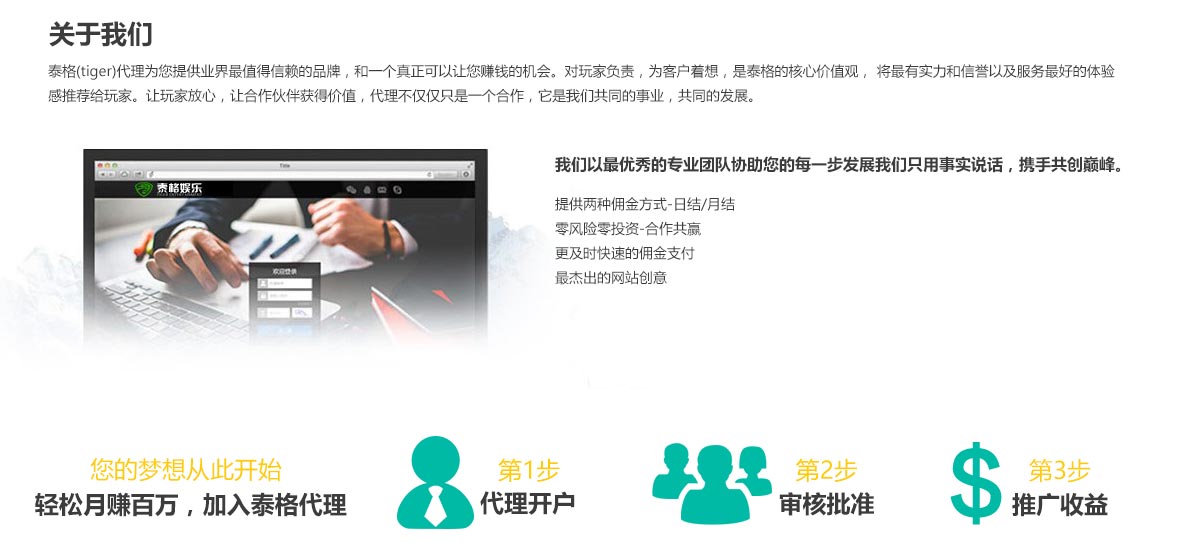 关于我们
泰格(tiger)代理为您提供业界最值得信赖的品牌，和一个真正可以让您赚钱的机会。对玩家负责，为客户着想，是泰格的核心价值观， 将最有实力和信誉以及服务最好的体验
感推荐给玩家。让玩家放心，让合作伙伴获得价值，代理不仅仅只是一个合作，它是我们共同的事业，共同的发展。
Title
泰格娱乐
欢迎登录
我们以最优秀的专业团队协助您的每一步发展我们只用事实说话，携手共创巅峰。
提供两种佣金方式-日结/月结
零风险零投资-合作共赢
更及时快速的佣金支付
最杰出的网站创意
您的梦想从此开始
轻松月赚百万，加入泰格代理
第1步
代理开户
第2步
审核批准
第3步
推广收益